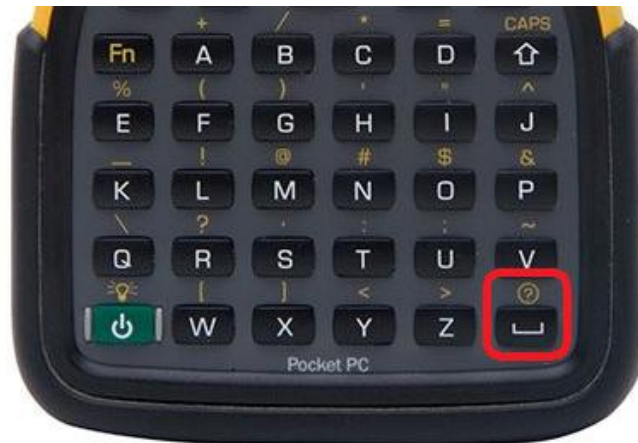 + / * = CAPS
Fn A B C D
% ( ) ' " ^
E F G H I J
_ ! @ # $ &
K L M N O P
\ ? , : ; ~
Q R S T U V
[ ] < > ?
W X Y Z
Pocket PC